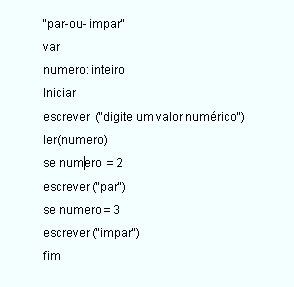 "par-ou- impar"
var
numero: inteiro
Iniciar
escrever ("digite um valor numérico")
ler(numero)
se numero = 2
escrever ("par")
se numero = 3
escrever ("impar")
fim